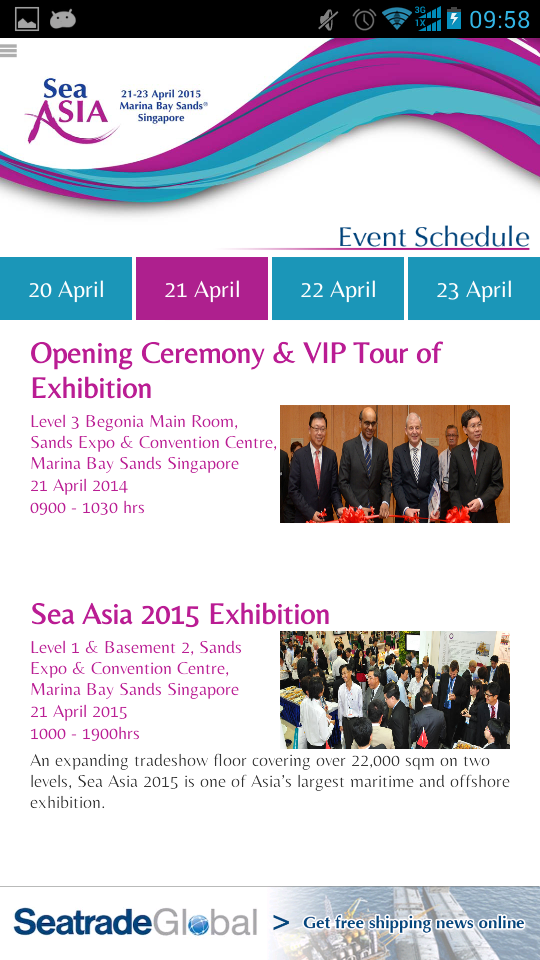 3G
1X
09:58
Sea
ASIA
21-23 April 2015
Marina Bay Sands®
Singapore
Event Schedule
20 April
21 April
22 April
23 April
Opening Ceremony & VIP Tour of
Exhibition
Level 3 Begonia Main Room,
Sands Expo & Convention Centre,
Marina Bay Sands Singapore
21 April 2014
0900 - 1030 hrs
Sea Asia 2015 Exhibition
Level 1 & Basement 2, Sands
Expo & Convention Centre,
Marina Bay Sands Singapore
21 April 2015
1000 - 1900hrs
An expanding tradeshow floor covering over 22,000 sqm on two
levels, Sea Asia 2015 is one of Asia's largest maritime and offshore
exhibition.
SeatradeGlobal > Get free shipping news online